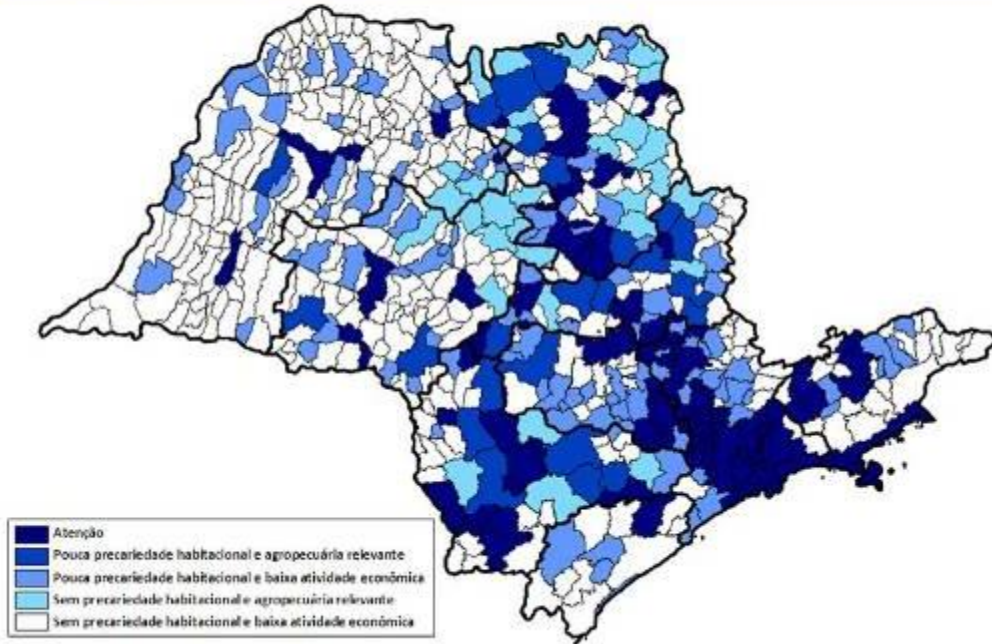 Atenção
Pouca precariedade habitacional e agropecuária relevante
Pouca precariedade habitacional e baixa atividade econômica
Sem precariedade habitacional e agropecuária relevante
Sem precariedade habitacional e baixa atividade econômica